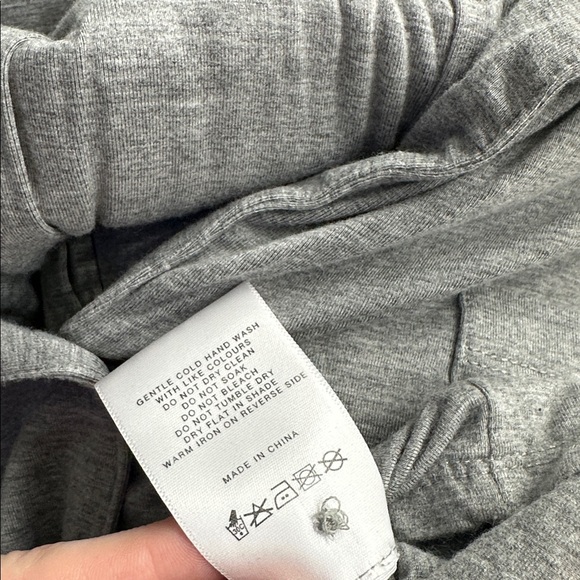 GENTLE COLD HAND WASH
WITH LIKE COLOURS
DO NOT DRY CLEAN
DO NOT SOAK
DO NOT BLEACH
DO NOT TUMBLE DRY
DRY FLAT IN SHADE
WARM IRON ON REVERSE SIDE
MADE IN CHINA
30C